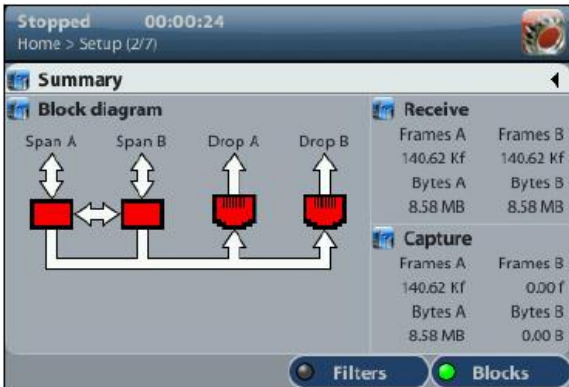 Stopped 00:00:24
Home > Setup (2/7)
Summary
Block diagram
Span A Span B Drop A Drop B
Receive
Frames A Frames B
140.62 Kf 140.62 Kf
Bytes A Bytes B
8.58 MB 8.58 MB
Capture
Frames A Frames B
140.62 Kf 0.00 f
Bytes A Bytes B
8.58 MB 0.00 B
Filters Blocks